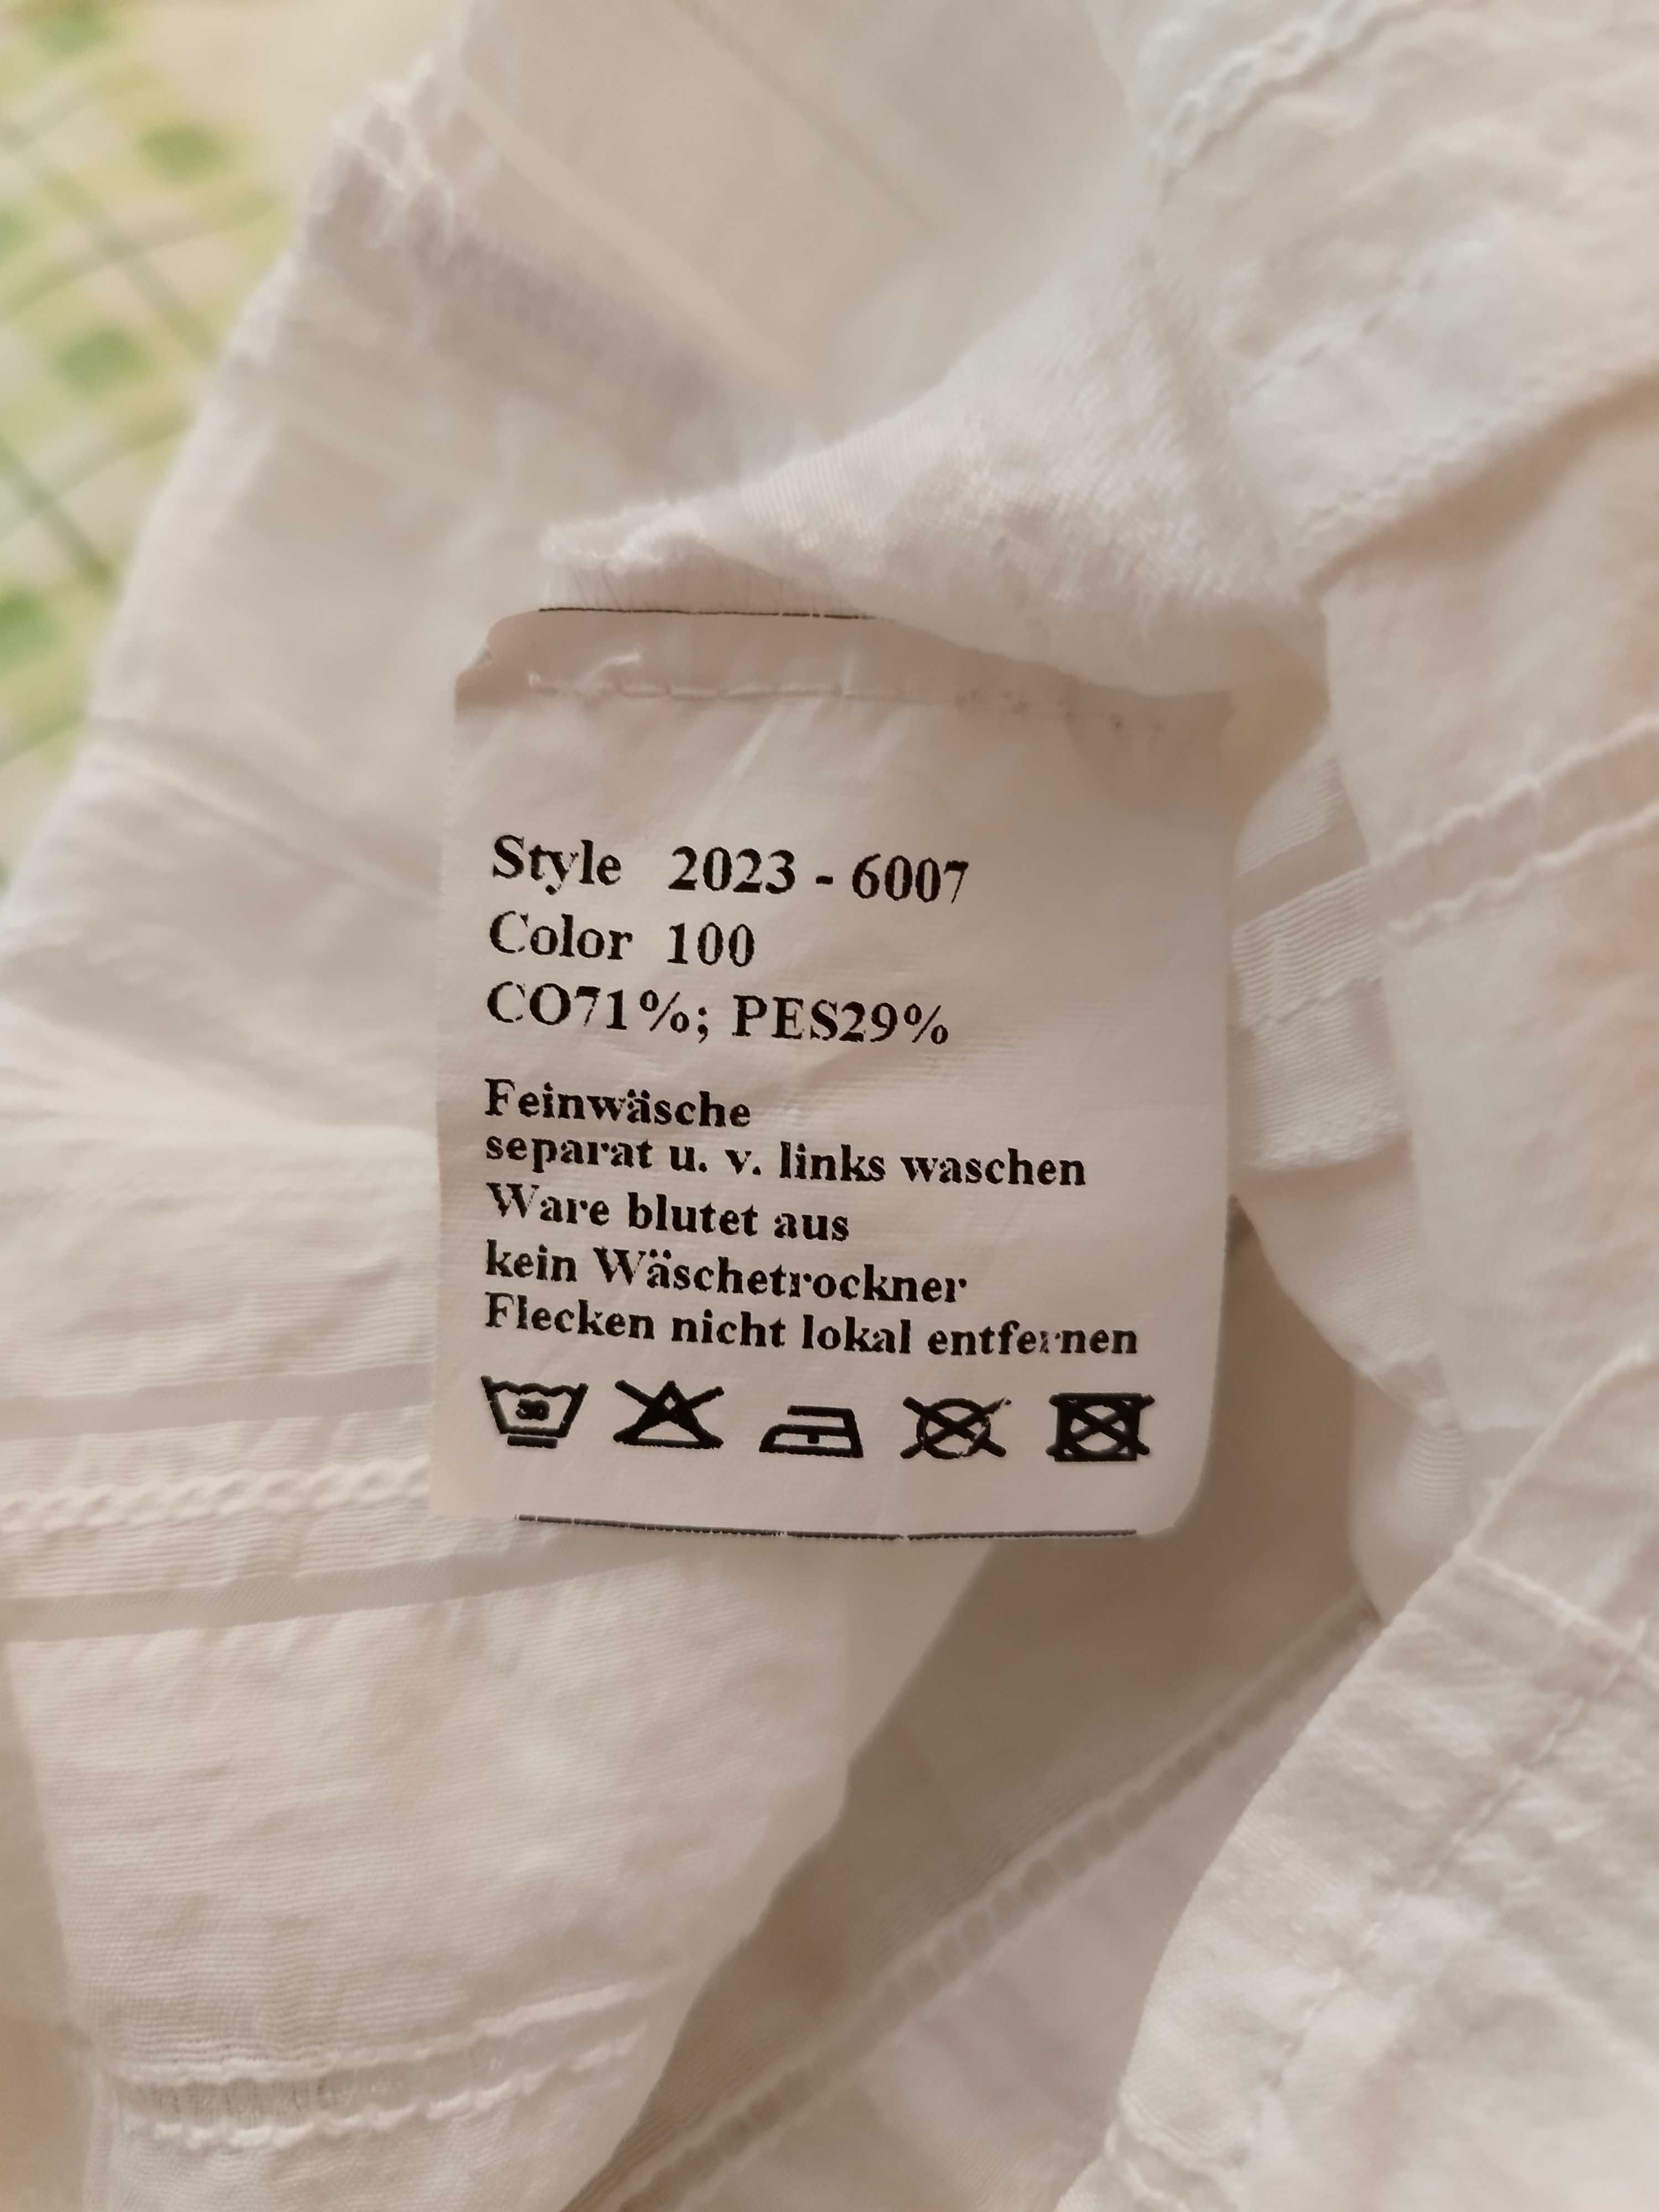 Style 2023 - 6007
Color 100
CO71%; PES29%
Feinwäsche
separat u. v. links waschen
Ware blutet aus
kein Wäschetrockner
Flecken nicht lokal entfernen
30